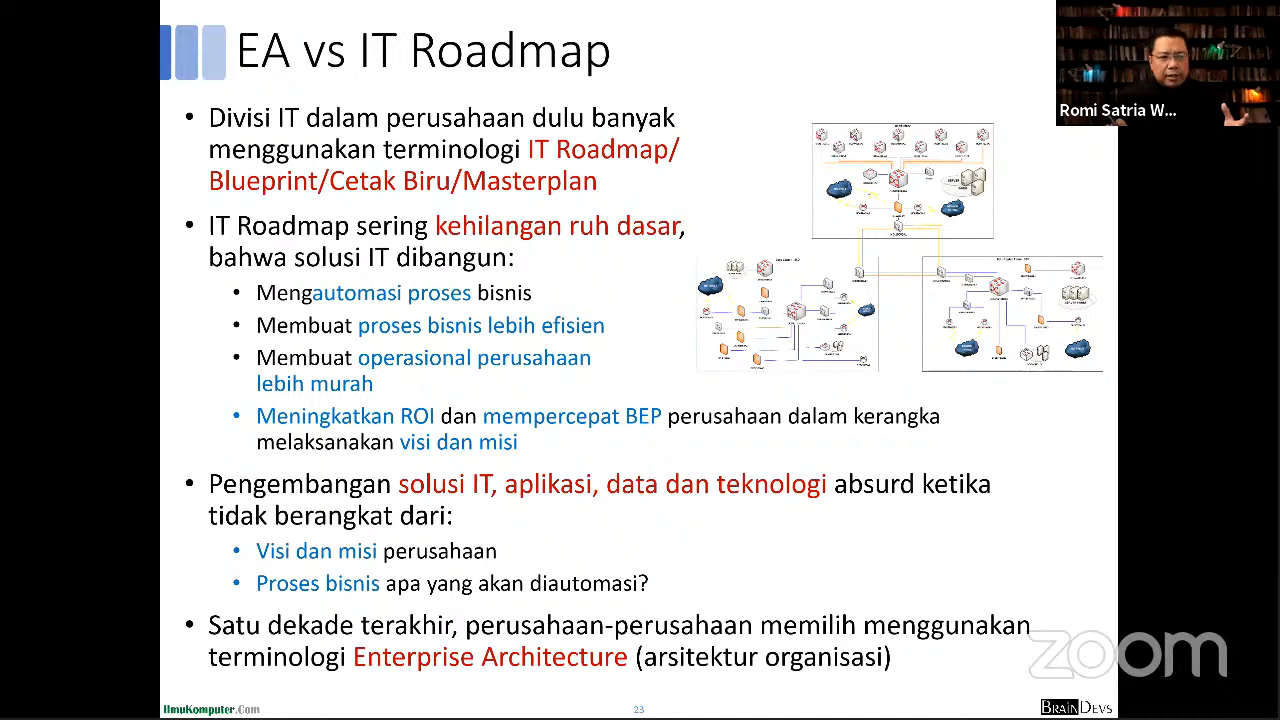 EA vs IT Roadmap
Romi Satria W...
• Divisi IT dalam perusahaan dulu banyak
menggunakan terminologi IT Roadmap/
Blueprint/Cetak Biru/Masterplan
• IT Roadmap sering kehilangan ruh dasar,
bahwa solusi IT dibangun:
• Mengautomasi proses bisnis
• Membuat proses bisnis lebih efisien
• Membuat operasional perusahaan
lebih murah
• Meningkatkan ROI dan mempercepat BEP perusahaan dalam kerangka
melaksanakan visi dan misi
• Pengembangan solusi IT, aplikasi, data dan teknologi absurd ketika
tidak berangkat dari:
• Visi dan misi perusahaan
• Proses bisnis apa yang akan diautomasi?
• Satu dekade terakhir, perusahaan-perusahaan memilih menggunakan
terminologi Enterprise Architecture (arsitektur organisasi)
zoom
IlmuKomputer.Com
23
BRAINDEVS